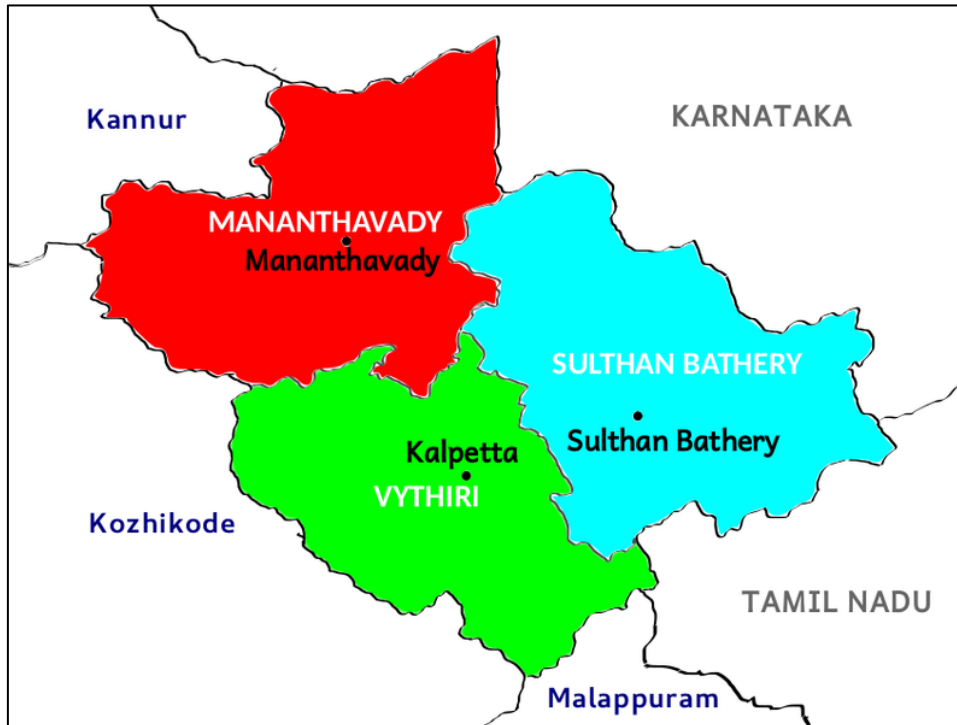 Kannur
KARNATAKA
MANANTHAVADY
Mananthavady
SULTHAN BATHERY
Sulthan Bathery
Kalpetta
VYTHIRI
Kozhikode
TAMIL NADU
Malappuram